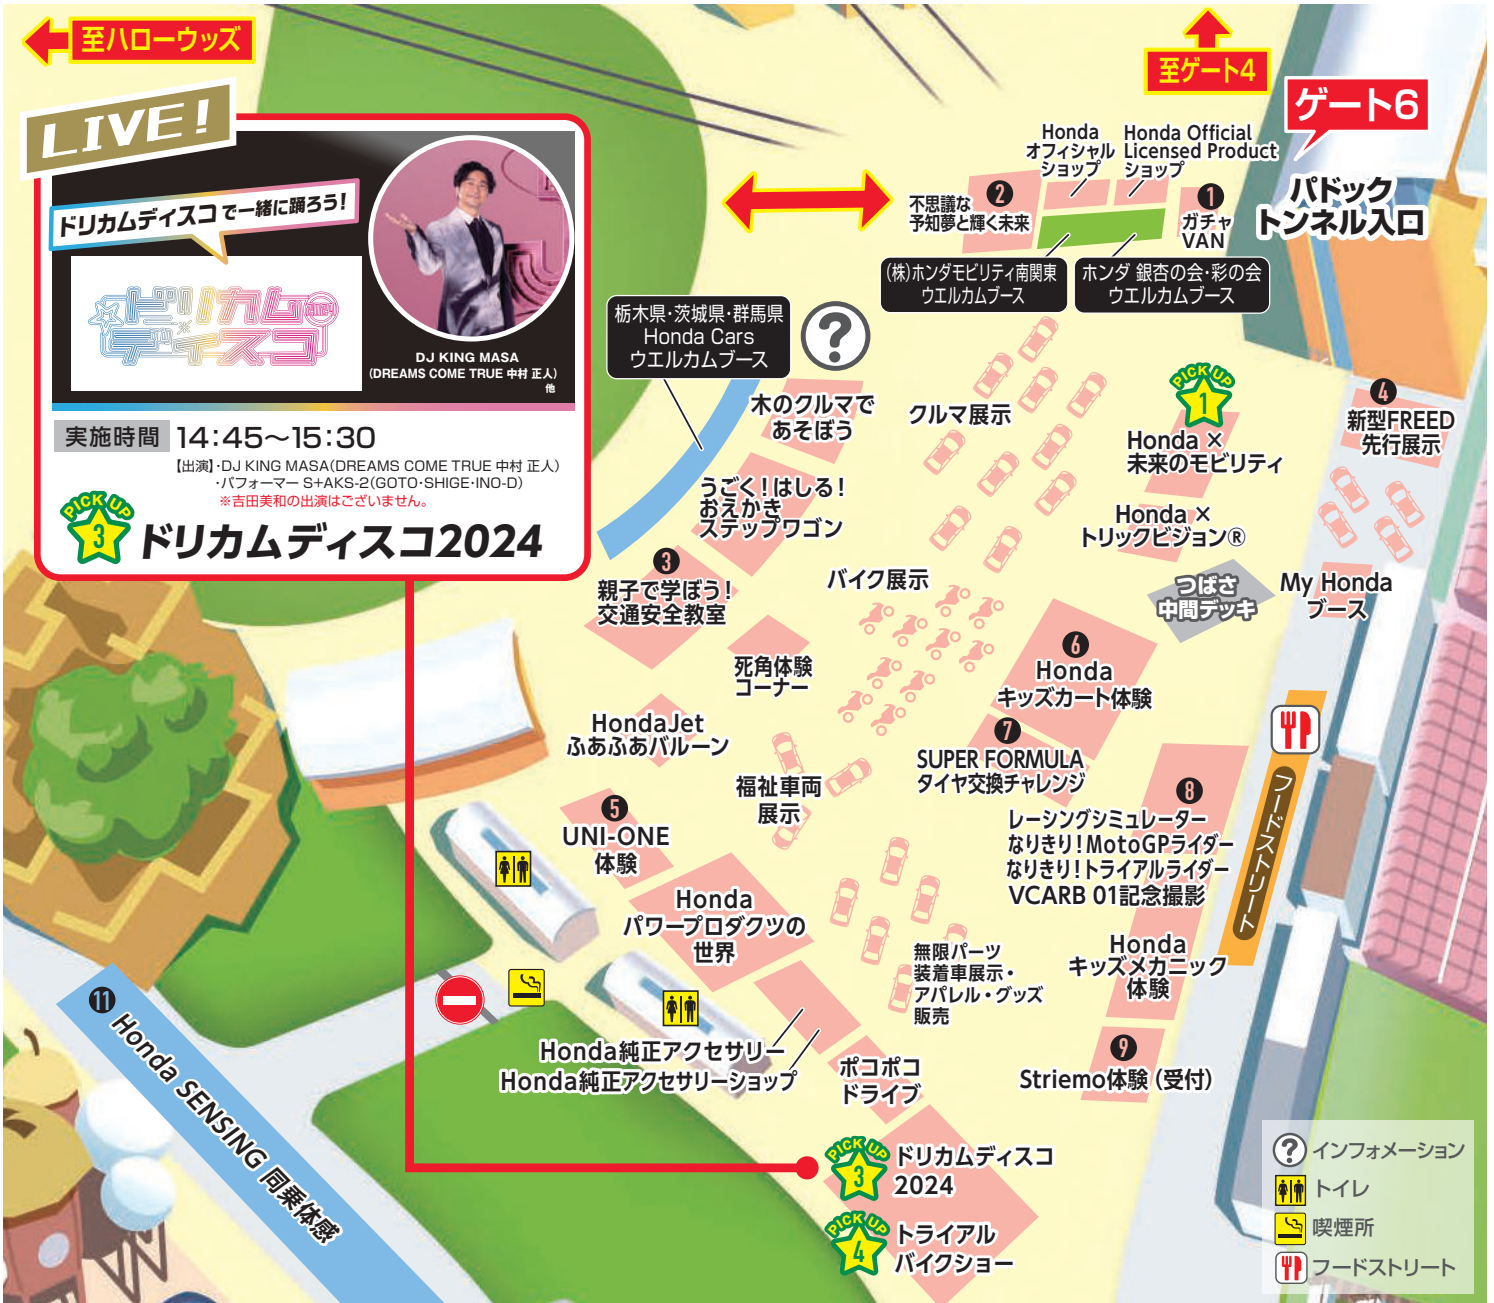 至ハローウッズ
至ゲート4
ゲート6
パドック
トンネル入口
LIVE!
ドリカムディスコで一緒に踊ろう!
ドリカム
2024
※
ディスコ
DJ KING MASA
(DREAMS COME TRUE 中村 正人)
他
実施時間 14:45～15:30
【出演】・DJ KING MASA(DREAMS COME TRUE 中村 正人)
・パフォーマー S+AKS-2(GOTO・SHIGE・INO-D)
※吉田美和の出演はございません。
PICK UP
3
ドリカムディスコ2024
Honda
オフィシャル
ショップ
Honda Official
Licensed Product
ショップ
2
不思議な
予知夢と輝く未来
1
ガチャ
VAN
(株)ホンダモビリティ南関東
ウエルカムブース
ホンダ 銀杏の会・彩の会
ウエルカムブース
栃木県・茨城県・群馬県
Honda Cars
ウエルカムブース
?
木のクルマで
あそぼう
クルマ展示
PICK UP
1
Honda ×
未来のモビリティ
4
新型FREED
先行展示
うごく!はしる!
おえかき
ステップワゴン
Honda ×
トリックビジョン®
3
親子で学ぼう!
交通安全教室
バイク展示
つばさ
中間デッキ
My Honda
ブース
死角体験
コーナー
6
Honda
キッズカート体験
HondaJet
ふあふあバルーン
7
SUPER FORMULA
タイヤ交換チャレンジ
福祉車両
展示
フードストリート
5
UNI-ONE
体験
8
レーシングシミュレーター
なりきり!MotoGPライダー
なりきり!トライアルライダー
VCARB 01記念撮影
Honda
パワープロダクツの
世界
無限パーツ
装着車展示・
アパレル・グッズ
販売
Honda
キッズメカニック
体験
11
Honda SENSING 同乗体感
Honda純正アクセサリー
Honda純正アクセサリーショップ
ポコポコ
ドライブ
9
Striemo体験(受付)
PICK UP
3
ドリカムディスコ
2024
PICK UP
4
トライアル
バイクショー
? インフォメーション
トイレ
喫煙所
フードストリート